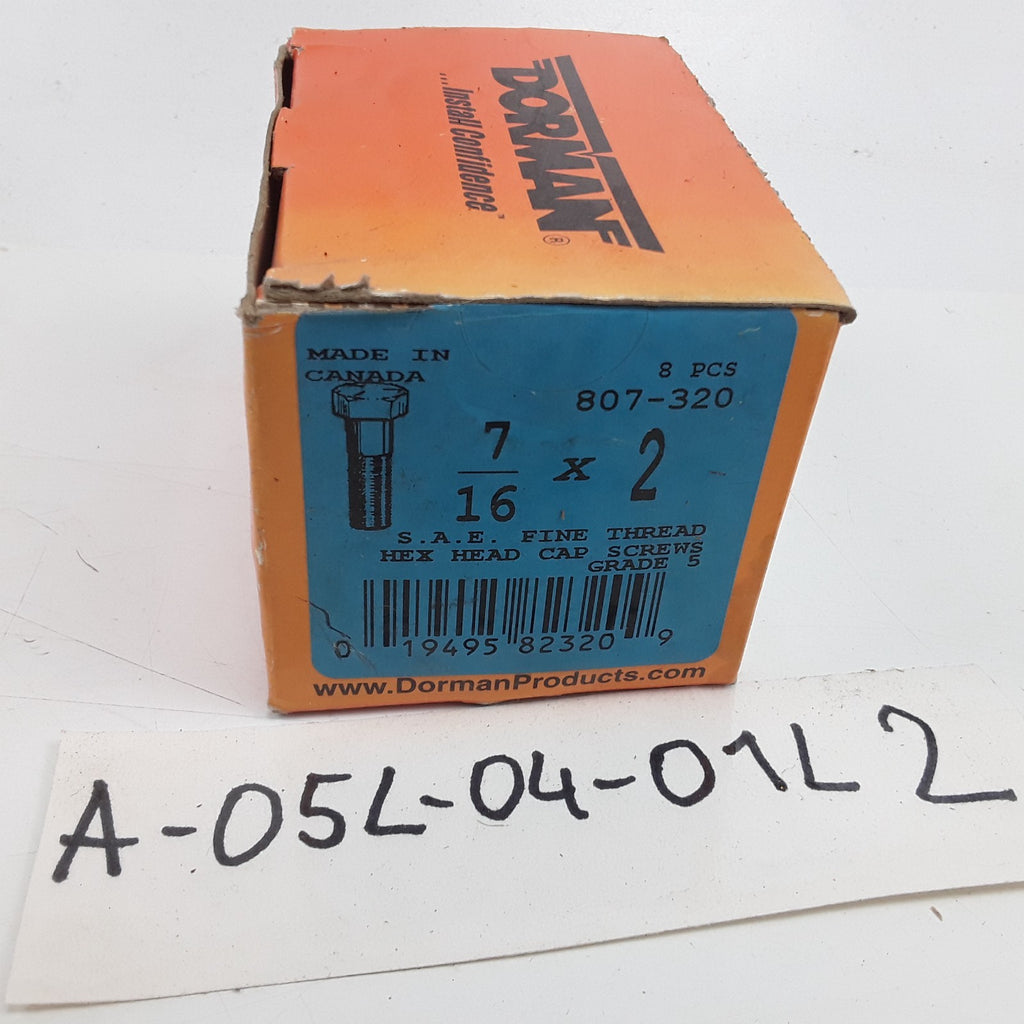 DORMAN®
...Install Confidence™
MADE IN
CANADA
8 PCS
807-320
7/16 x 2
S.A.E. FINE THREAD
HEX HEAD CAP SCREWS
GRADE 5
0 19495 82320 9
www.DormanProducts.com
A-05L-04-01L2